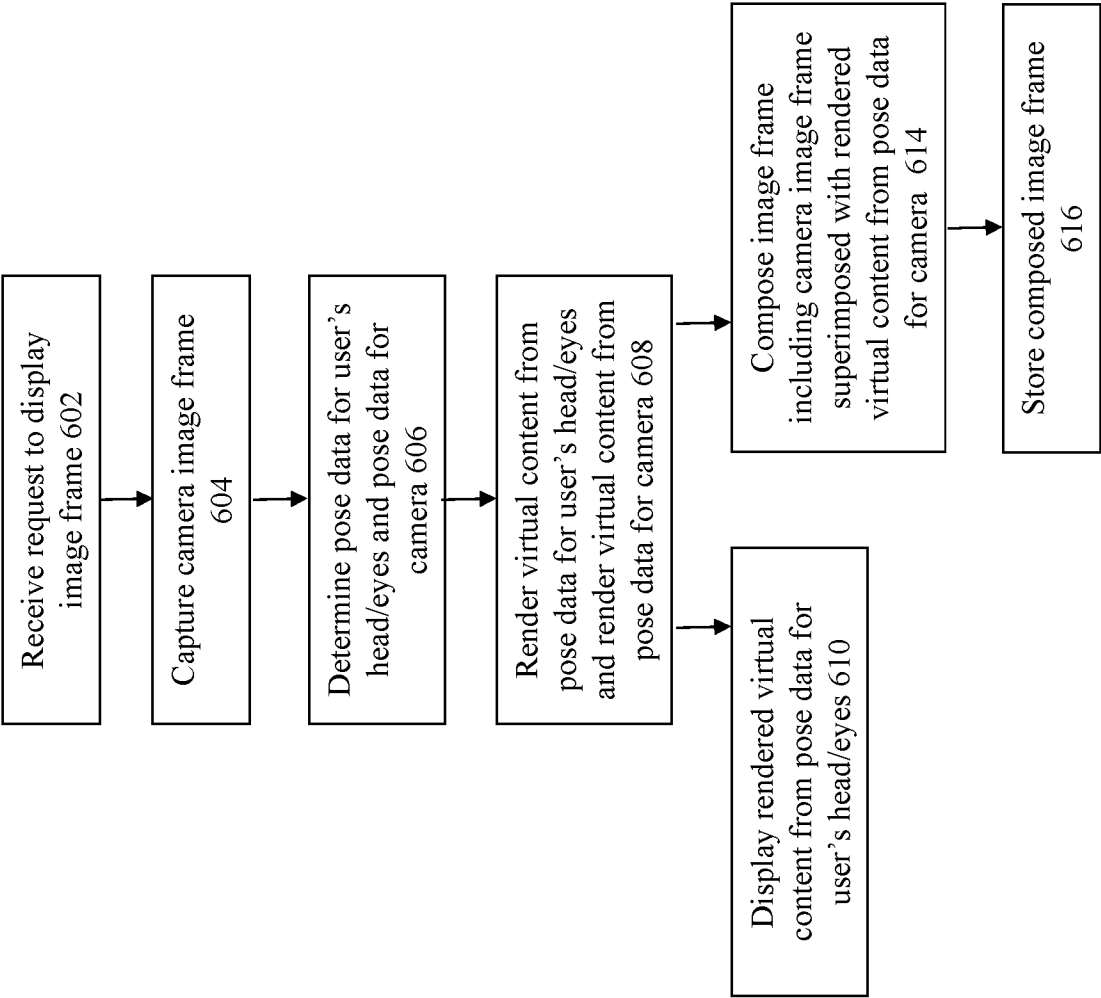 Receive request to display
image frame 602
Capture camera image frame
604
Determine pose data for user’s
head/eyes and pose data for
camera 606
Render virtual content from
pose data for user’s head/eyes
and render virtual content from
pose data for camera 608
Display rendered virtual
content from pose data for
user’s head/eyes 610
Compose image frame
including camera image frame
superimposed with rendered
virtual content from pose data
for camera 614
Store composed image frame
616